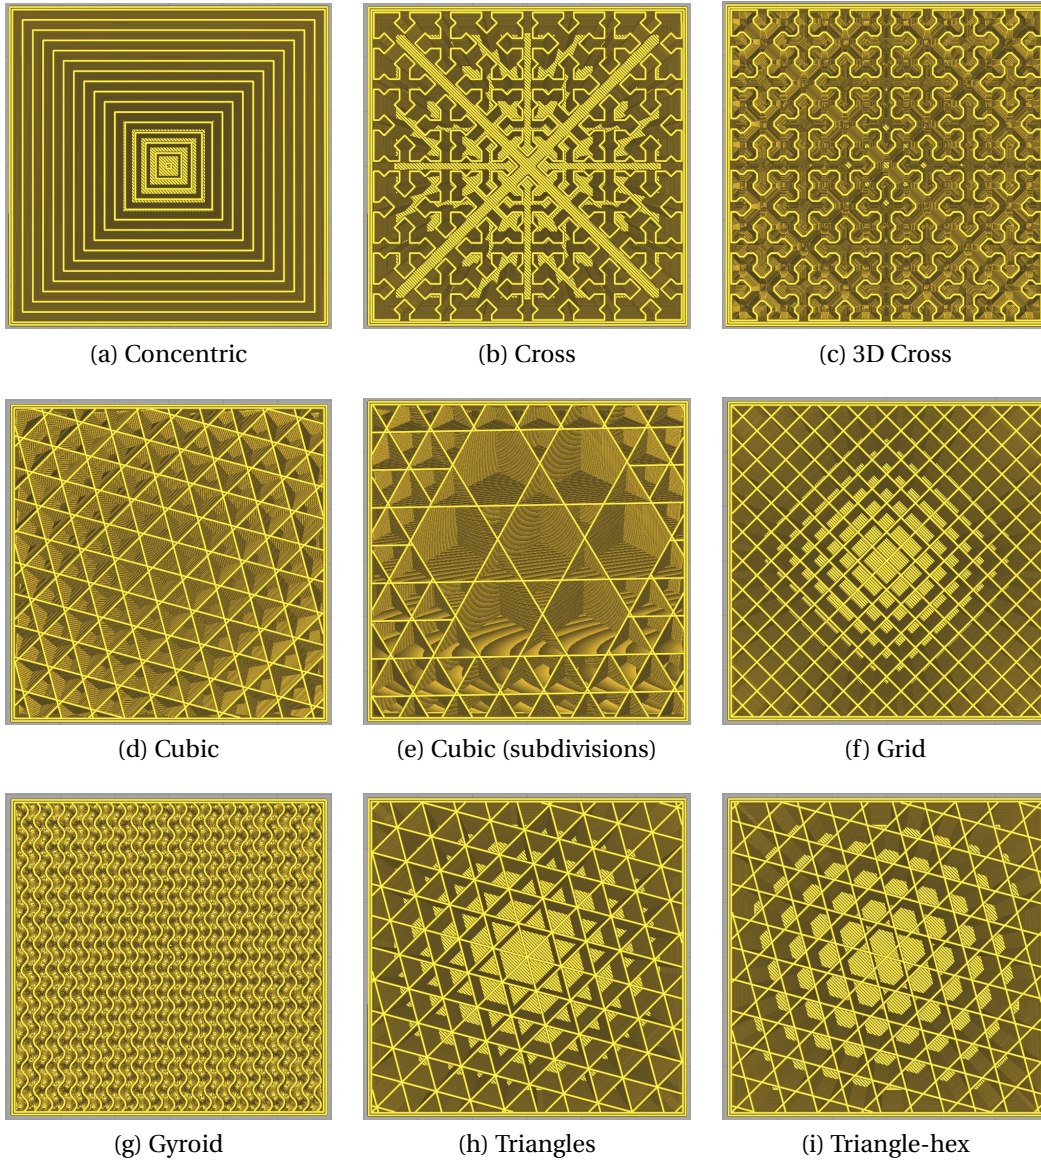 (a) Concentric
(b) Cross
(c) 3D Cross
(d) Cubic
(e) Cubic (subdivisions)
(f) Grid
(g) Gyroid
(h) Triangles
(i) Triangle-hex